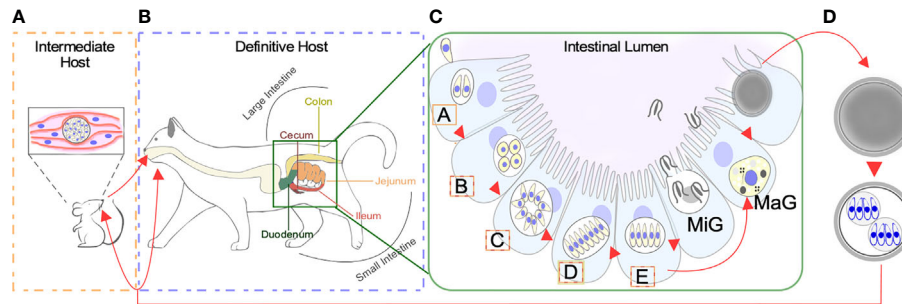 A
B
C
D
Intermediate
Host
Definitive Host
Intestinal Lumen
Large Intestine
Colon
Cecum
Jejunum
Ileum
Duodenum
Small Intestine
A
B
C
D
E
MiG
MaG